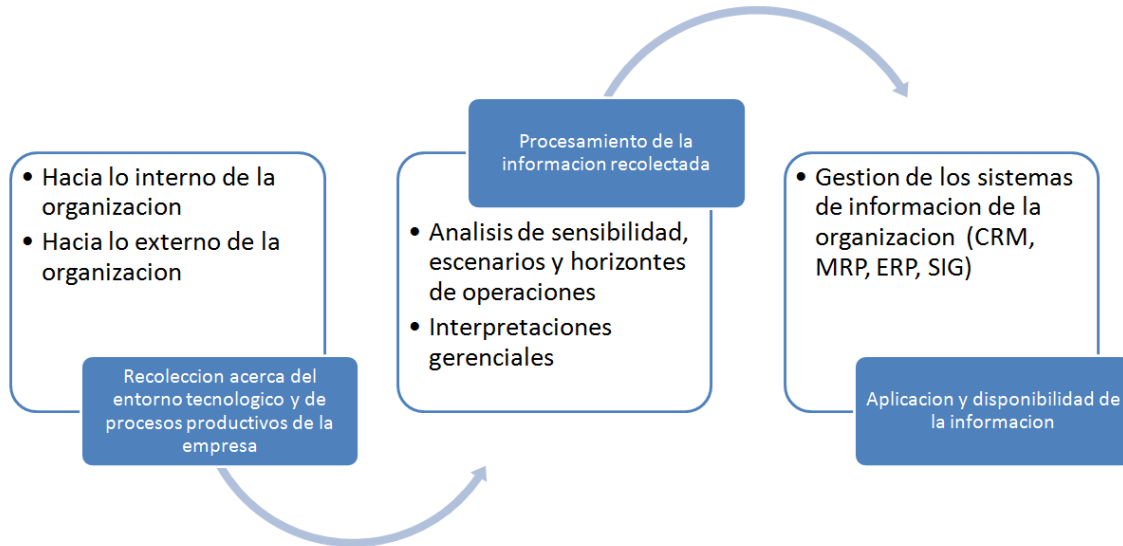 • Hacia lo interno de la
organizacion
• Hacia lo externo de la
organizacion
Recoleccion acerca del
entorno tecnologico y de
procesos productivos de la
empresa
Procesamiento de la
informacion recolectada
• Analisis de sensibilidad,
escenarios y horizontes
de operaciones
• Interpretaciones
gerenciales
• Gestion de los sistemas
de informacion de la
organizacion (CRM,
MRP, ERP, SIG)
Aplicacion y disponibilidad de
la informacion